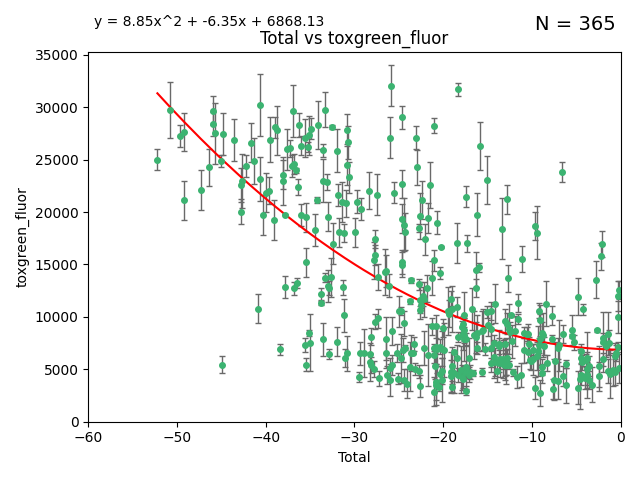 y = 8.85x^2 + -6.35x + 6868.13
N = 365
Total vs toxgreen_fluor
35000
30000
25000
20000
15000
10000
5000
0
toxgreen_fluor
−60 −50 −40 −30 −20 −10 0
Total